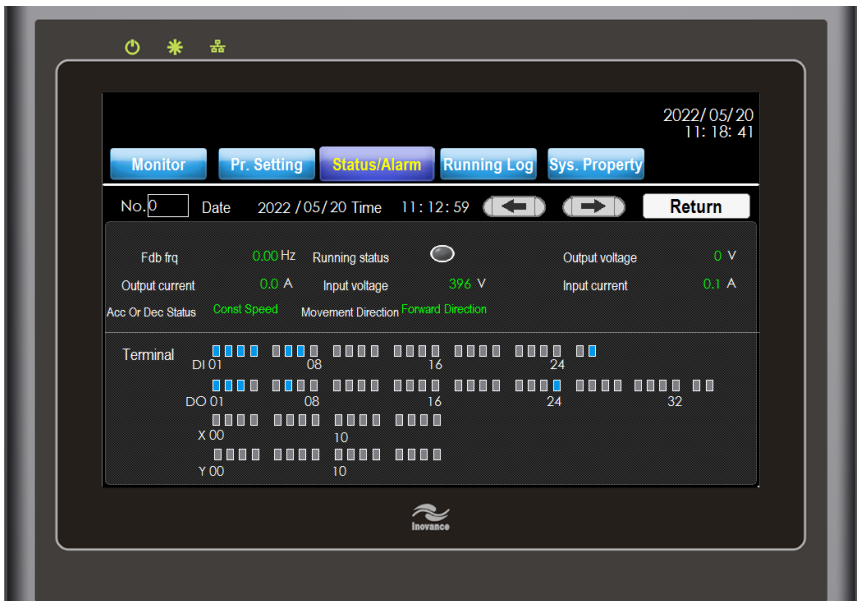 2022/05/20
11:18:41
Monitor Pr. Setting Status/Alarm Running Log Sys. Property
No. 0 Date 2022/05/20 Time 11:12:59 Return
Fdb frq 0.00 Hz Running status Output voltage 0 V
Output current 0.0 A Input voltage 396 V Input current 0.1 A
Acc Or Dec Status Const Speed Movement Direction Forward Direction
Terminal
DI 01 08 16 24
DO 01 08 16 24 32
X 00 10
Y 00 10
Inovance